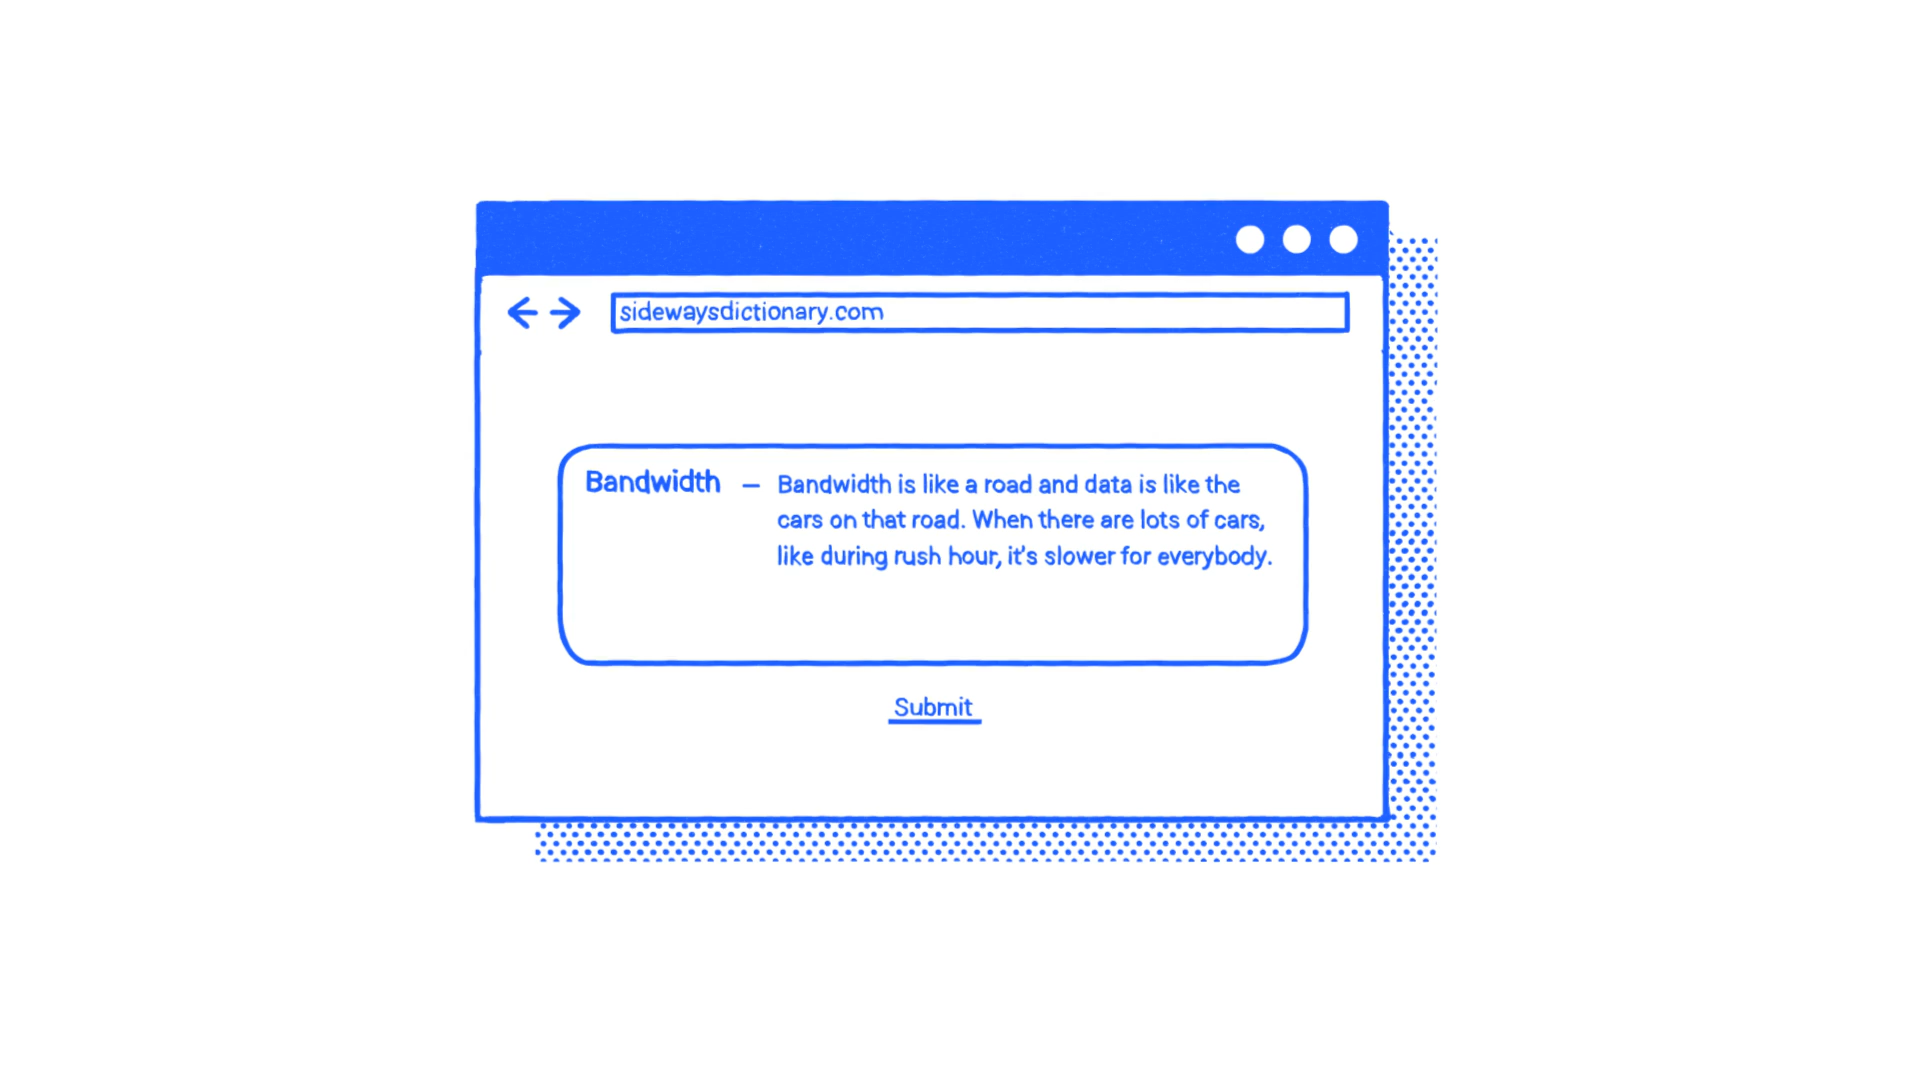 sidewaysdictionary.com
Bandwidth – Bandwidth is like a road and data is like the
cars on that road. When there are lots of cars,
like during rush hour, it's slower for everybody.
Submit